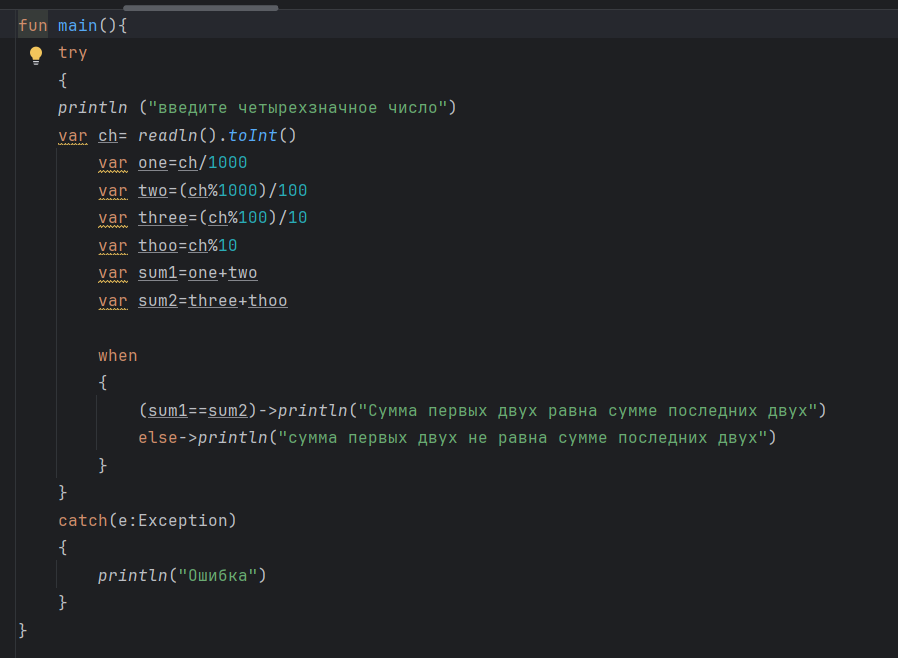 fun main(){
    try
    {
    println ("введите четырехзначное число")
    var ch= readln().toInt()
        var one=ch/1000
        var two=(ch%1000)/100
        var three=(ch%100)/10
        var thoo=ch%10
        var sum1=one+two
        var sum2=three+thoo

        when
        {
            (sum1==sum2)->println("Сумма первых двух равна сумме последних двух")
            else->println("сумма первых двух не равна сумме последних двух")
        }
    }
    catch(e:Exception)
    {
        println("Ошибка")
    }
}